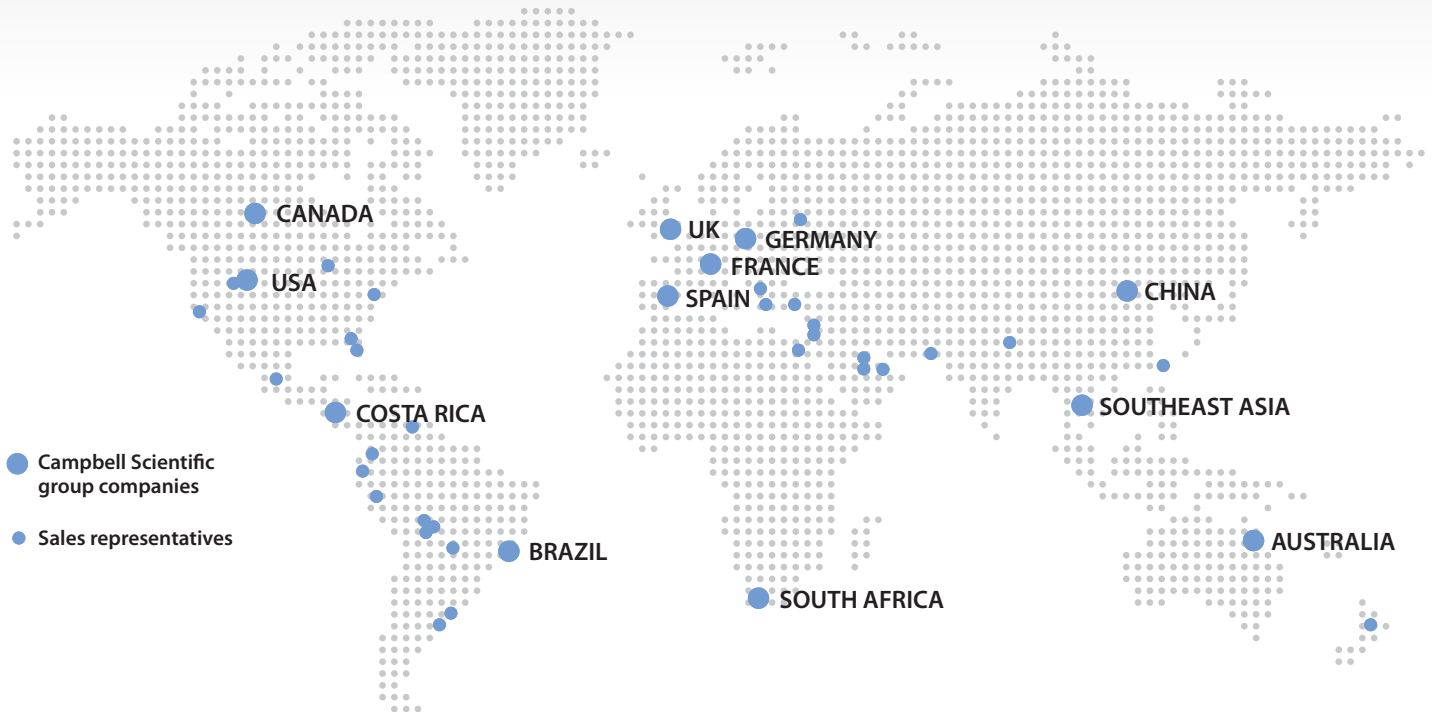 CANADA
UK
GERMANY
FRANCE
USA
SPAIN
CHINA
COSTA RICA
SOUTHEAST ASIA
Campbell Scientific
group companies
Sales representatives
BRAZIL
AUSTRALIA
SOUTH AFRICA